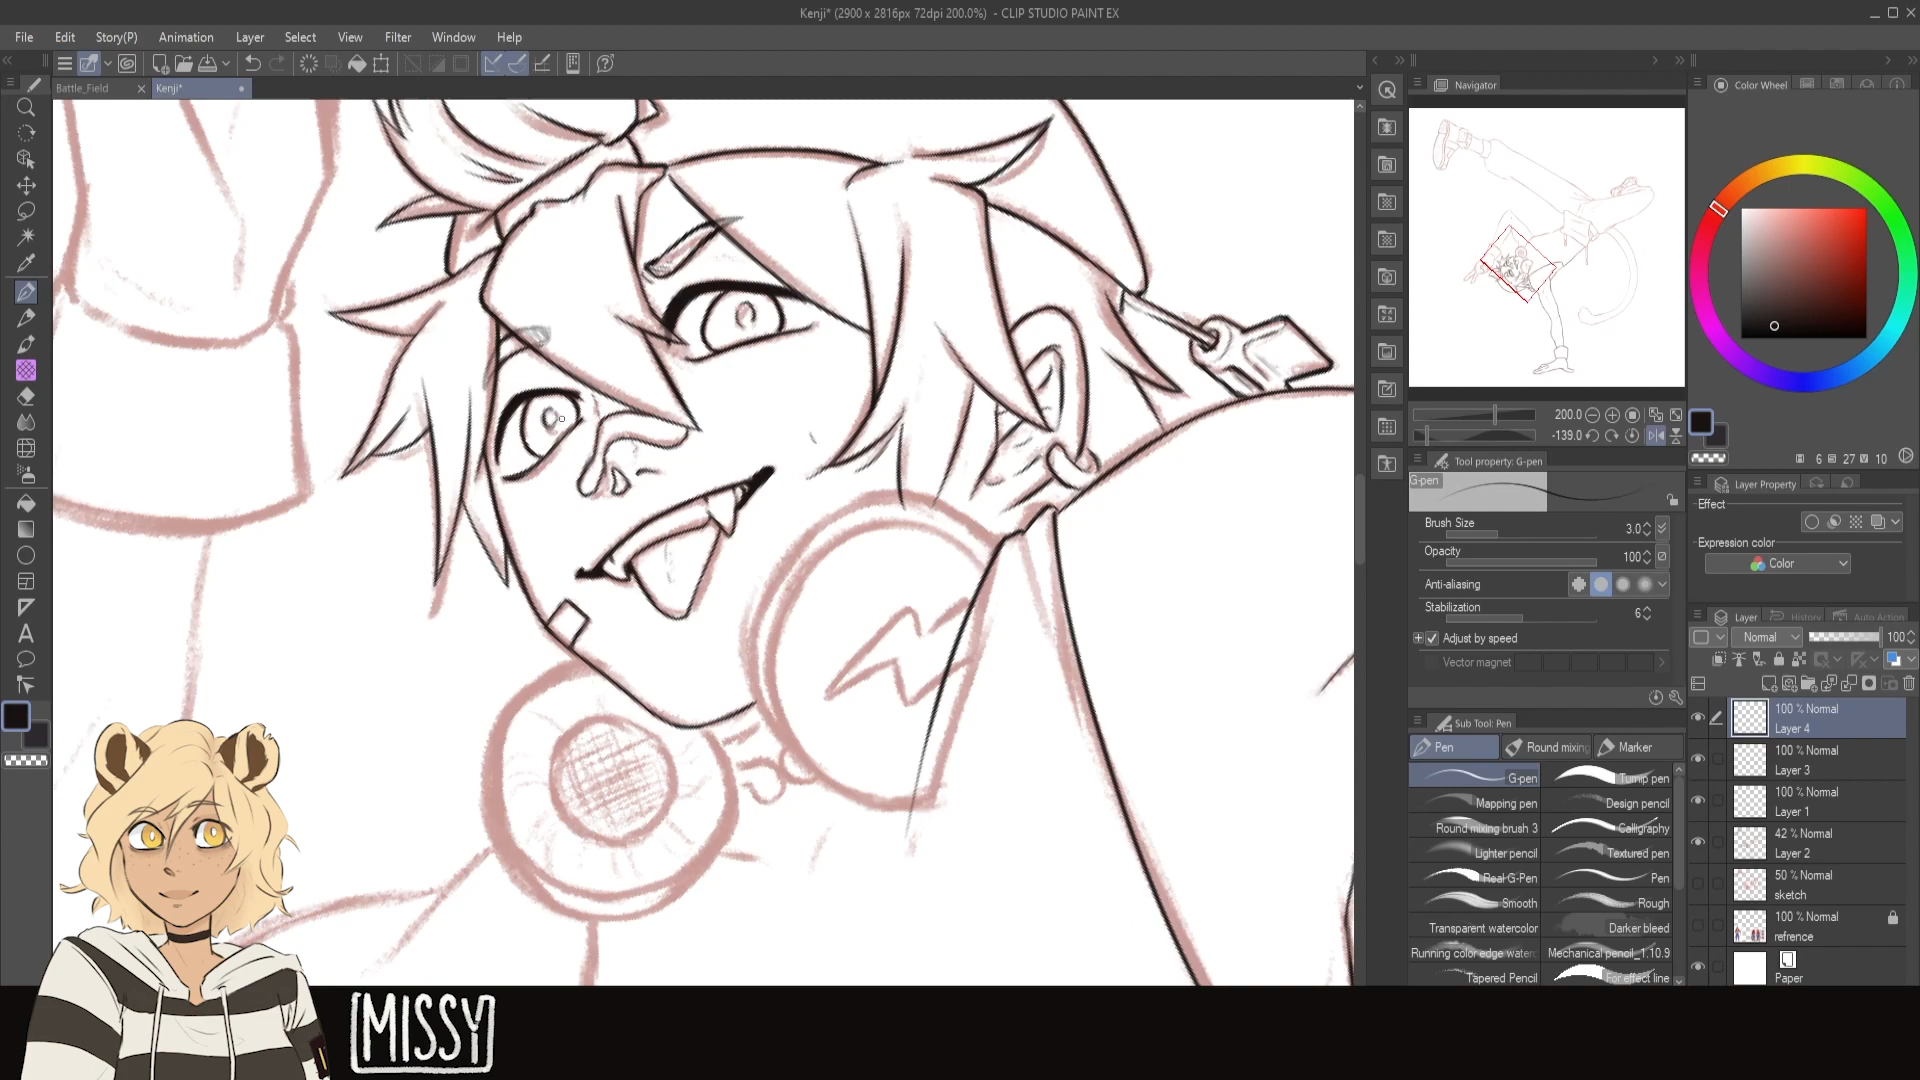 Kenji* (2900 x 2816px 72dpi 200.0%) - CLIP STUDIO PAINT EX
File Edit Story(P) Animation Layer Select View Filter Window Help
Battle_Field
Kenji*
Navigator
200.0
-139.0
Tool property: G-pen
G-pen
Brush Size 3.0
Opacity 100
Anti-aliasing
Stabilization 6
Adjust by speed
Vector magnet
Sub Tool: Pen
Pen Round mixing Marker
G-pen Turnip pen
Mapping pen Design pencil
Round mixing brush 3 Calligraphy
Lighter pencil Textured pen
Real G-Pen Pen
Smooth Rough
Transparent watercolor Darker bleed
Running color edge water Mechanical pencil_1.10.9
Tapered Pencil For effect line
Color Wheel
6 27 10
Layer Property
Effect
Expression color
Color
Layer History Auto Action
Normal 100
100 % Normal
Layer 4
100 % Normal
Layer 3
100 % Normal
Layer 1
42 % Normal
Layer 2
50 % Normal
sketch
100 % Normal
refrence
Paper
MISSY